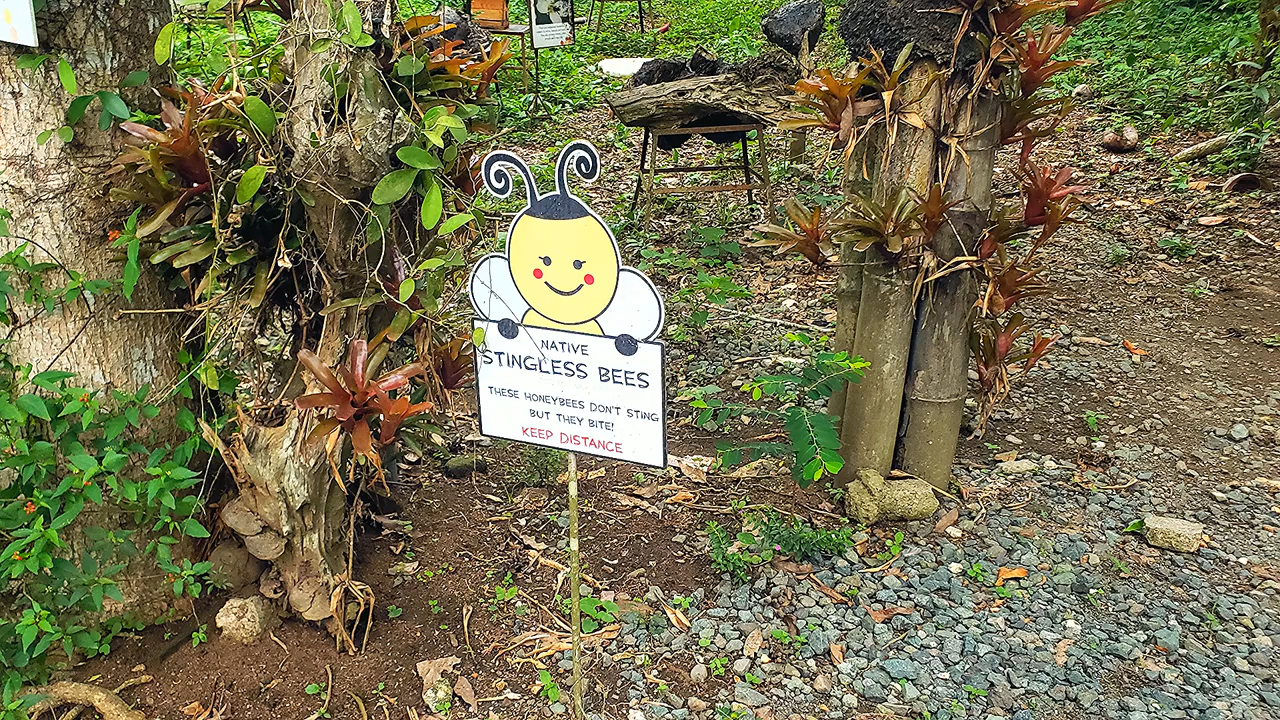 NATIVE
STINGLESS BEES
THESE HONEYBEES DON'T STING
BUT THEY BITE!
KEEP DISTANCE